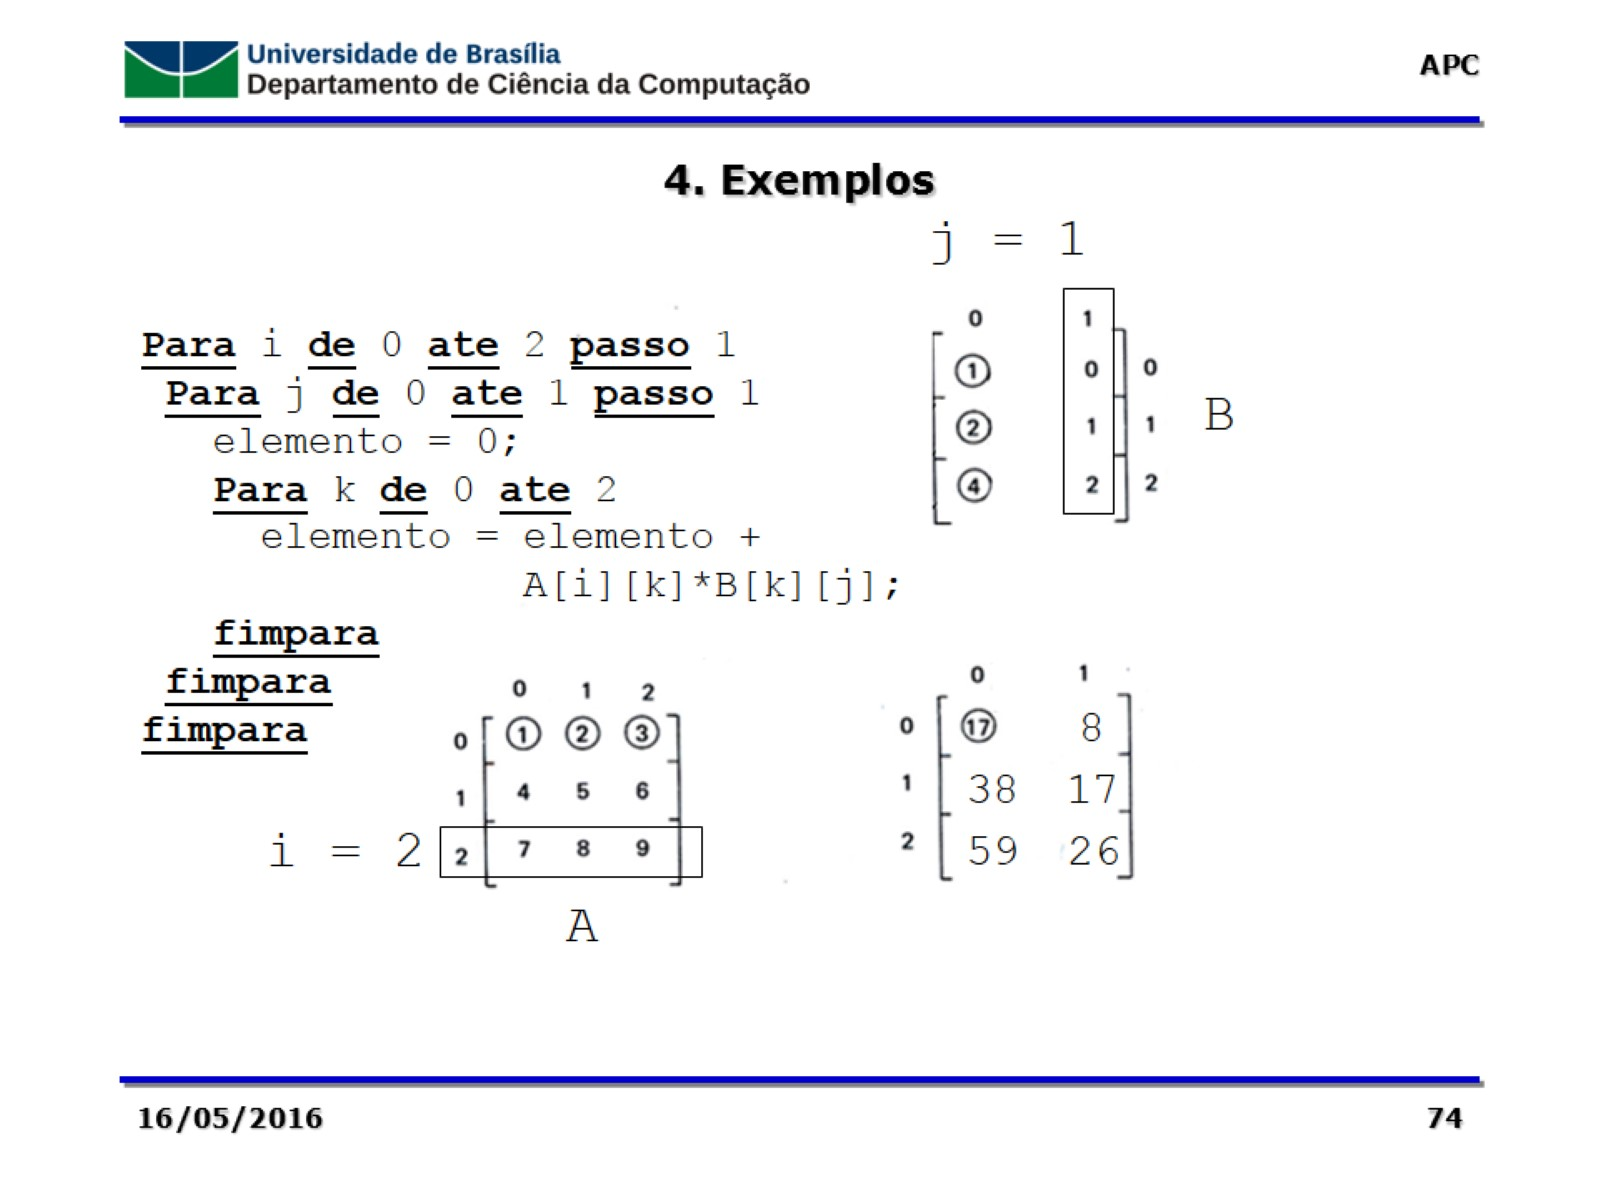 Universidade de Brasília
Departamento de Ciência da Computação
APC
4. Exemplos
j = 1
Para i de 0 ate 2 passo 1
Para j de 0 ate 1 passo 1
elemento = 0;
Para k de 0 ate 2
elemento = elemento +
A[i][k]*B[k][j];
fimpara
fimpara
fimpara
0 1
1 0 0
2 1 1
4 2 2
B
0 1 2
0 1 2 3
1 4 5 6
i = 2 2 7 8 9
A
0 1
0 17 8
1 38 17
2 59 26
16/05/2016
74